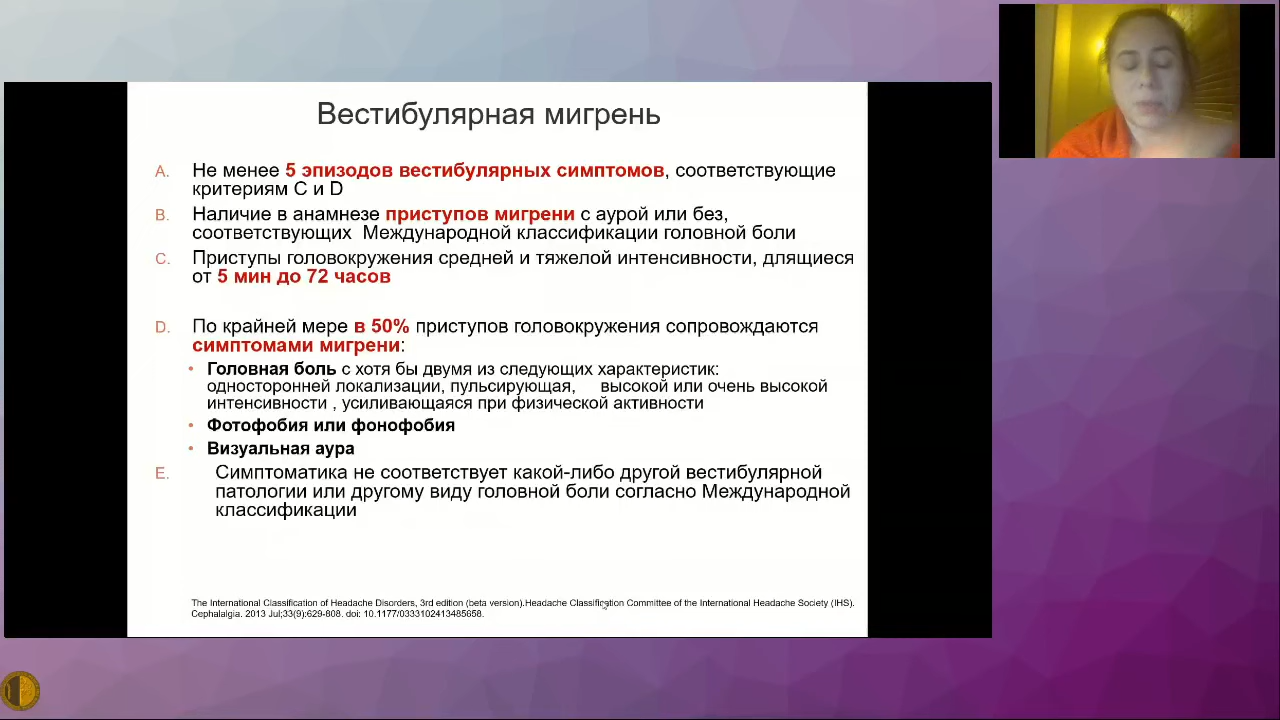 Вестибулярная мигрень
A. Не менее 5 эпизодов вестибулярных симптомов, соответствующие
критериям C и D
B. Наличие в анамнезе приступов мигрени с аурой или без,
соответствующих Международной классификации головной боли
C. Приступы головокружения средней и тяжелой интенсивности, длящиеся
от 5 мин до 72 часов
D. По крайней мере в 50% приступов головокружения сопровождаются
симптомами мигрени:
• Головная боль с хотя бы двумя из следующих характеристик:
односторонней локализации, пульсирующая, высокой или очень высокой
интенсивности , усиливающаяся при физической активности
• Фотофобия или фонофобия
• Визуальная аура
E. Симптоматика не соответствует какой-либо другой вестибулярной
патологии или другому виду головной боли согласно Международной
классификации
The International Classification of Headache Disorders, 3rd edition (beta version).Headache Classification Committee of the International Headache Society (IHS).
Cephalalgia. 2013 Jul;33(9):629-808. doi: 10.1177/0333102413485658.